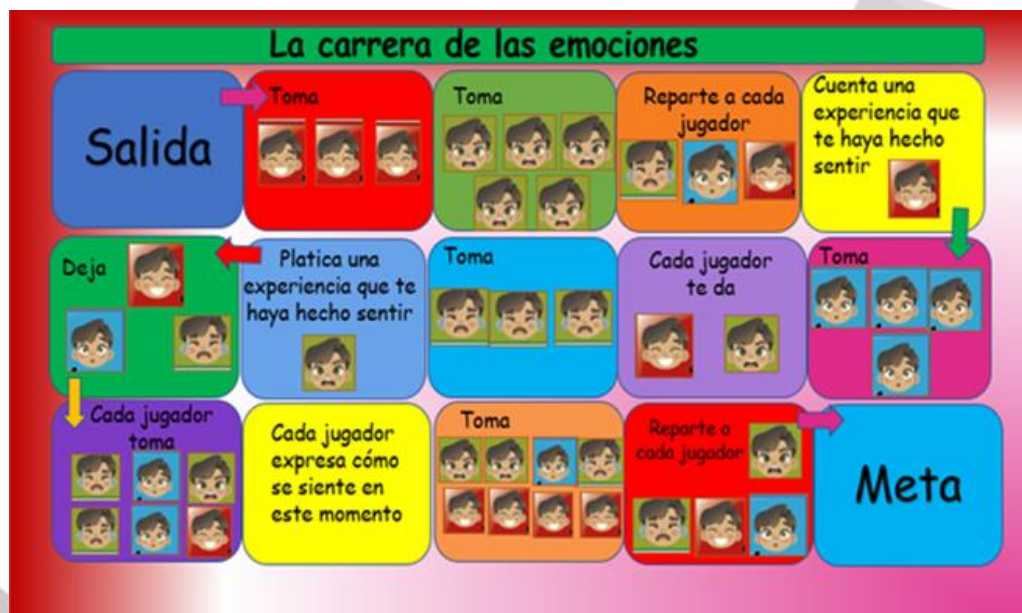 La carrera de las emociones
Salida
Toma
Toma
Reparte a cada
jugador
Cuenta una
experiencia que
te haya hecho
sentir
Deja
Platica una
experiencia que te
haya hecho sentir
Toma
Cada jugador
te da
Toma
Cada jugador
toma
Cada jugador
expresa cómo
se siente en
este momento
Toma
Reparte a
cada jugador
Meta